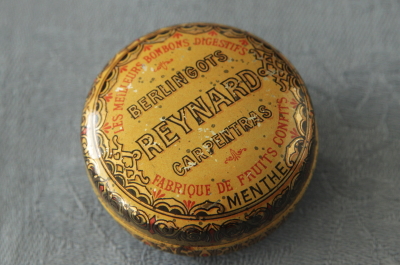 LES MEILLEURS BONBONS DIGESTIFS
BERLINGOTS
REYNARD
CARPENTRAS
FABRIQUE DE FRUITS CONFITS
MENTHE